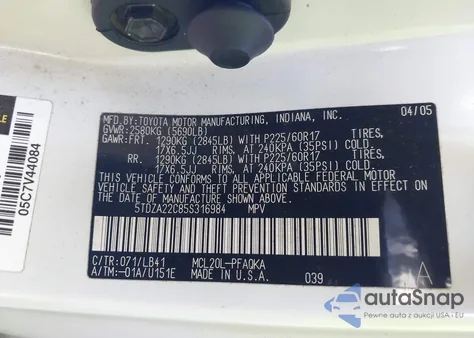 MFD.BY:TOYOTA MOTOR MANUFACTURING, INDIANA, INC. 04/05
GVWR:2580KG (5690LB)
GAWR:FRT. 1290KG (2845LB) WITH P225/60R17 TIRES,
17X6.5JJ RIMS, AT 240KPA (35PSI) COLD.
RR. 1290KG (2845LB) WITH P225/60R17 TIRES,
17X6.5JJ RIMS, AT 240KPA (35PSI) COLD.
THIS VEHICLE CONFORMS TO ALL APPLICABLE FEDERAL MOTOR
VEHICLE SAFETY AND BUMPER STANDARDS IN EFFECT ON THE DATE
OF MANUFACTURE SHOWN ABOVE.
5TDZA22C85S316984 MPV
C/TR:071/LB41 MCL20L-PFAQKA
A/TM:-01A/U151E MADE IN U.S.A. 039
A
05C7V44084
autoSnap
Pewne auta z USA i EU